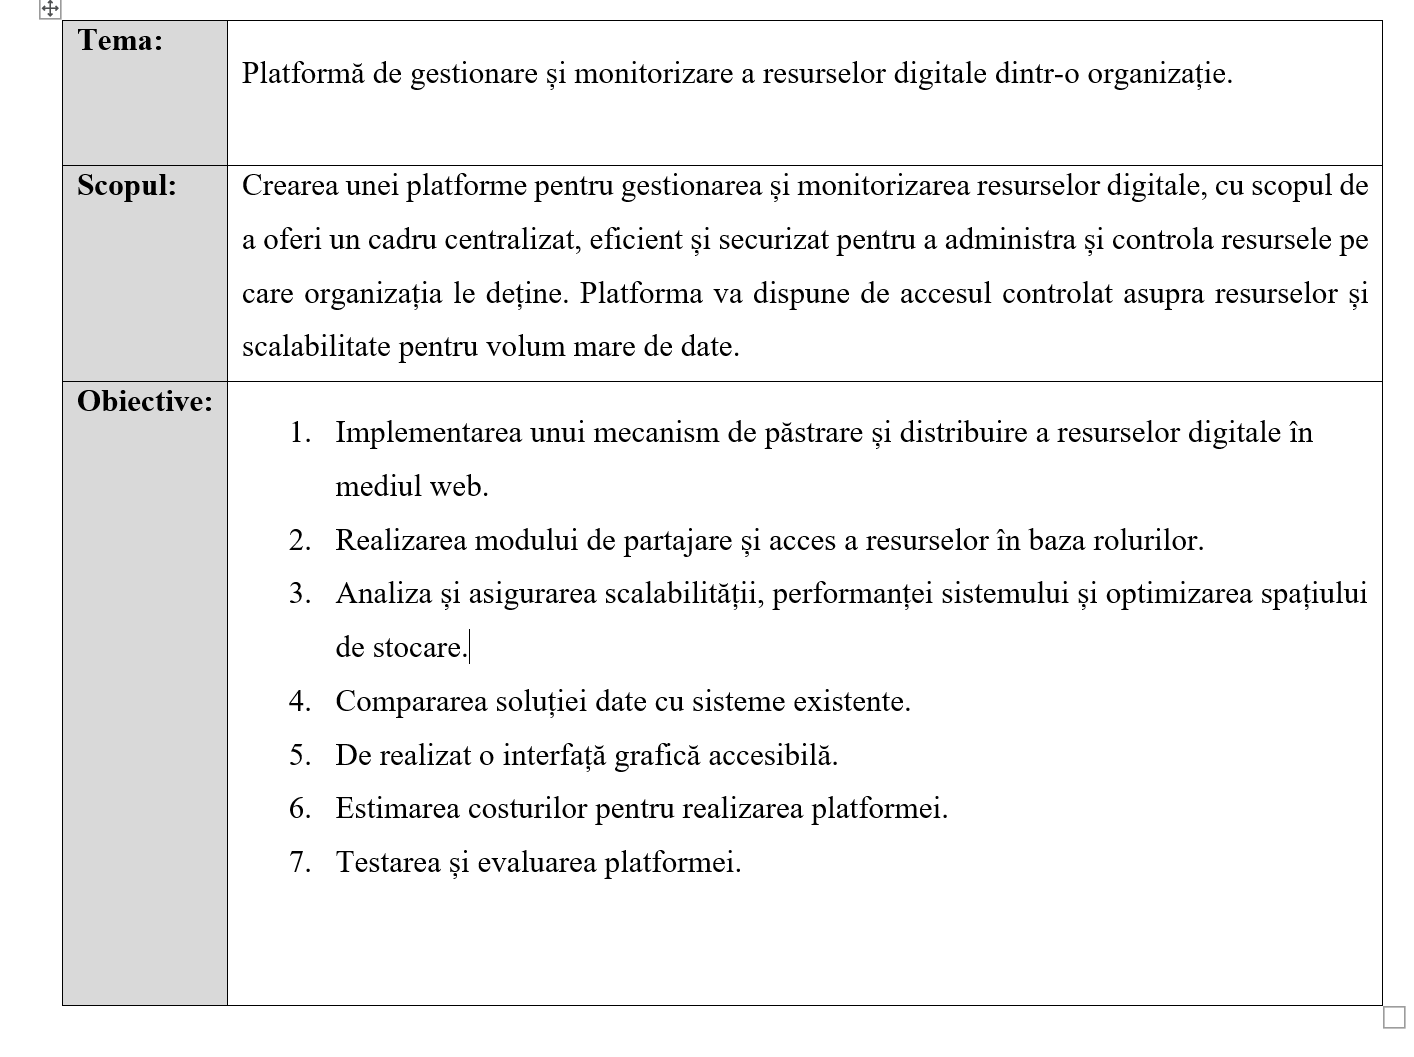 Tema:
Platformă de gestionare și monitorizare a resurselor digitale dintr-o organizație.
Scopul:
Crearea unei platforme pentru gestionarea și monitorizarea resurselor digitale, cu scopul de
a oferi un cadru centralizat, eficient și securizat pentru a administra și controla resursele pe
care organizația le deține. Platforma va dispune de accesul controlat asupra resurselor și
scalabilitate pentru volum mare de date.
Obiective:
1. Implementarea unui mecanism de păstrare și distribuire a resurselor digitale în
mediul web.
2. Realizarea modului de partajare și acces a resurselor în baza rolurilor.
3. Analiza și asigurarea scalabilității, performanței sistemului și optimizarea spațiului
de stocare.
4. Compararea soluției date cu sisteme existente.
5. De realizat o interfață grafică accesibilă.
6. Estimarea costurilor pentru realizarea platformei.
7. Testarea și evaluarea platformei.